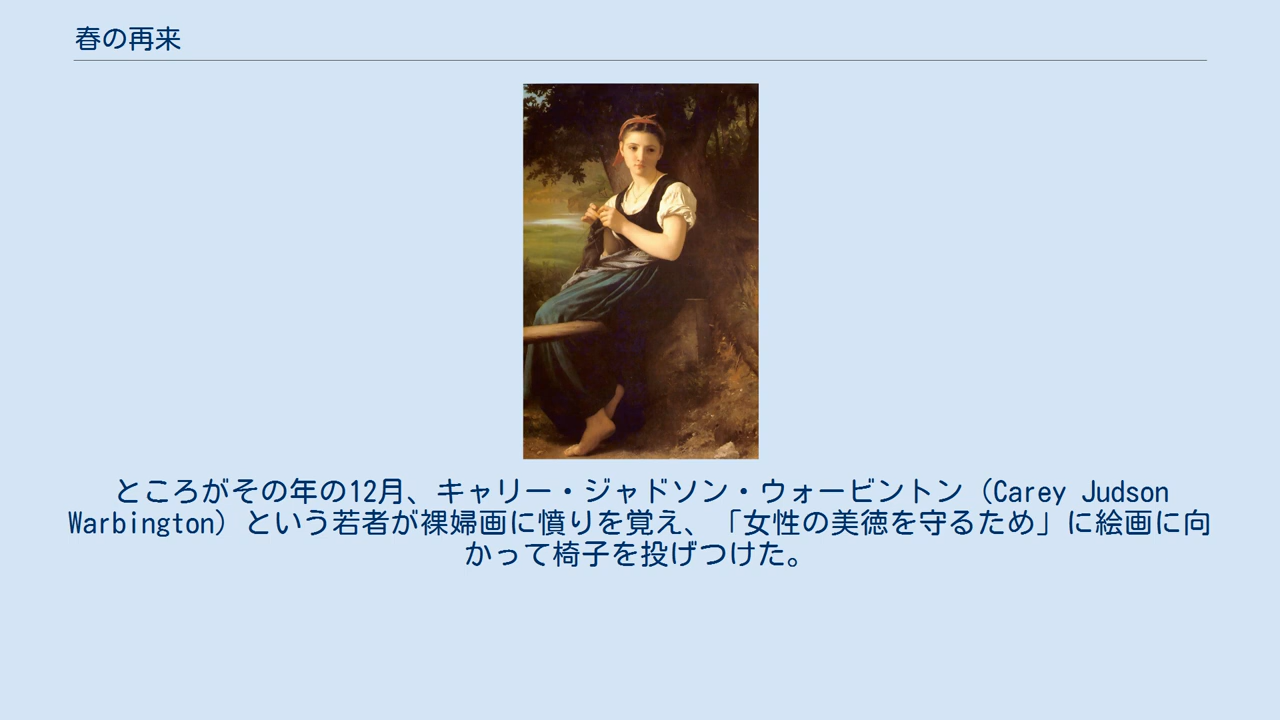 春の再来
ところがその年の12月、キャリー・ジャドソン・ウォービントン（Carey Judson
Warbington）という若者が裸婦画に憤りを覚え、「女性の美徳を守るため」に絵画に向
かって椅子を投げつけた。